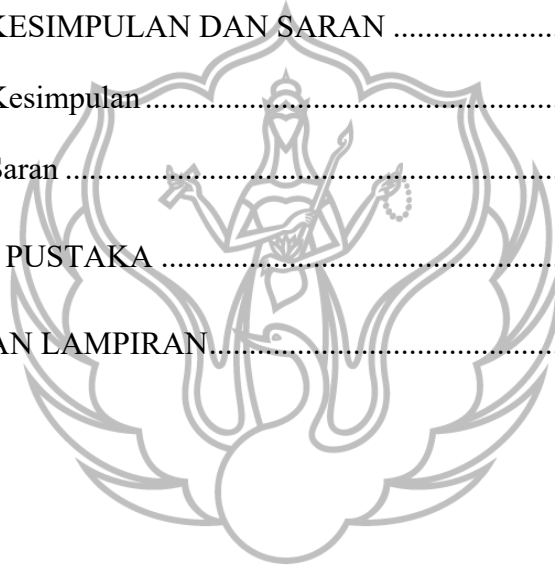 KESIMPULAN DAN SARAN ....................
Kesimpulan ....................................................
Saran ..............................................................
PUSTAKA ..................................................
AN LAMPIRAN...........................................